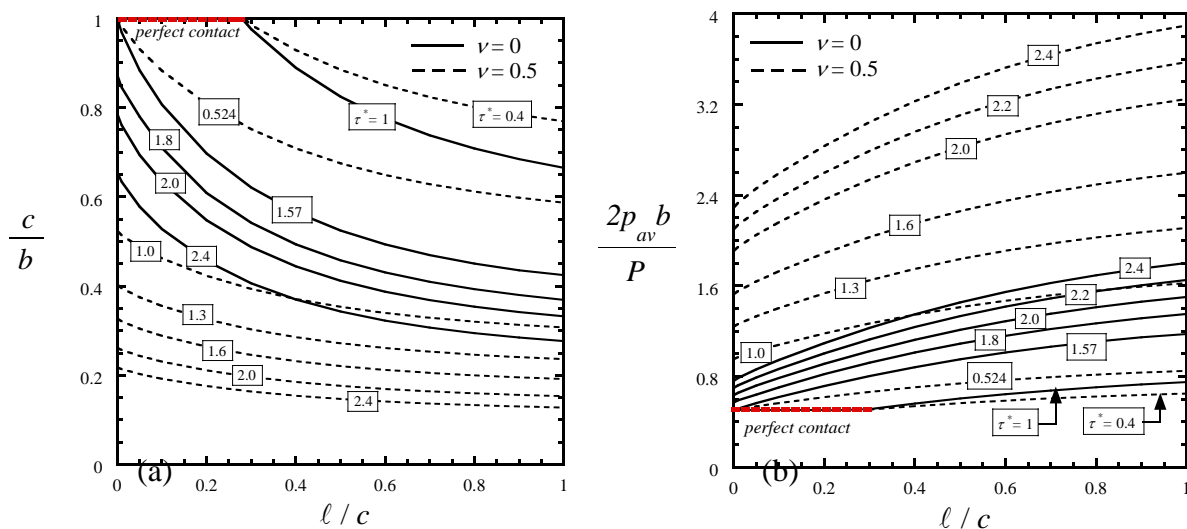 1
0.8
0.6
0.4
0.2
0
c
b
perfect contact
ν = 0
ν = 0.5
0.524
τ* = 1
τ* = 0.4
1.8
2.0
1.57
1.0
2.4
1.3
1.6
2.0
2.4
(a)
0 0.2 0.4 0.6 0.8 1
ℓ / c
4
3.2
2.4
1.6
0.8
0
2p_av b
P
ν = 0
ν = 0.5
2.4
2.2
2.0
1.6
1.3
2.4
2.2
2.0
1.8
1.57
1.0
0.524
perfect contact
τ* = 1
τ* = 0.4
(b)
0 0.2 0.4 0.6 0.8 1
ℓ / c